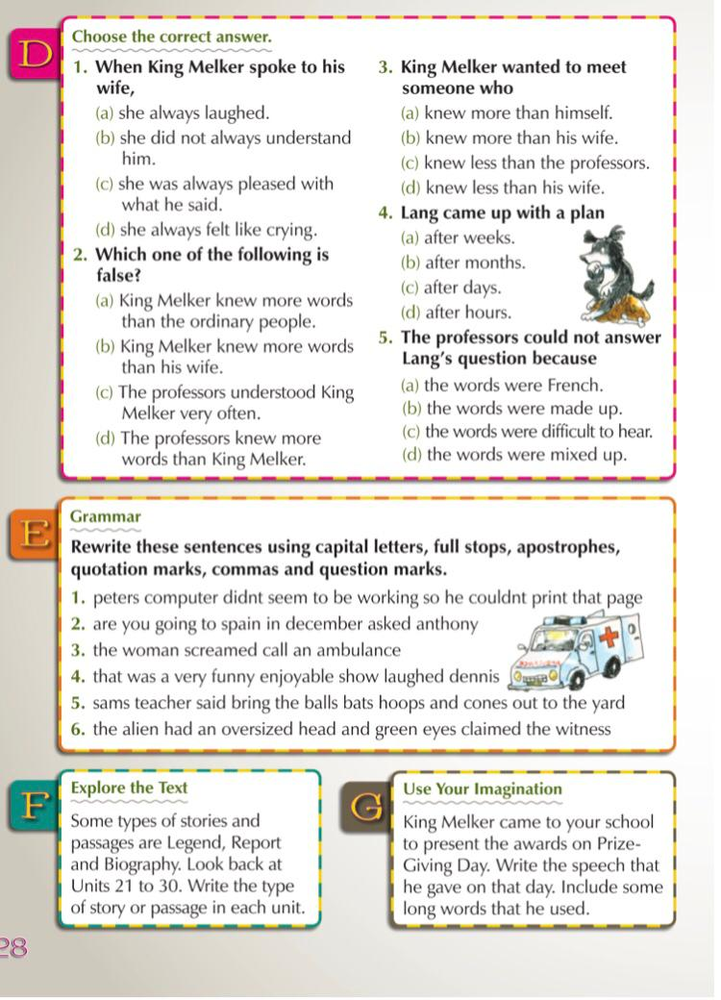 D
Choose the correct answer.
1. When King Melker spoke to his
wife,
(a) she always laughed.
(b) she did not always understand
him.
(c) she was always pleased with
what he said.
(d) she always felt like crying.
2. Which one of the following is
false?
(a) King Melker knew more words
than the ordinary people.
(b) King Melker knew more words
than his wife.
(c) The professors understood King
Melker very often.
(d) The professors knew more
words than King Melker.
3. King Melker wanted to meet
someone who
(a) knew more than himself.
(b) knew more than his wife.
(c) knew less than the professors.
(d) knew less than his wife.
4. Lang came up with a plan
(a) after weeks.
(b) after months.
(c) after days.
(d) after hours.
5. The professors could not answer
Lang's question because
(a) the words were French.
(b) the words were made up.
(c) the words were difficult to hear.
(d) the words were mixed up.
E
Grammar
Rewrite these sentences using capital letters, full stops, apostrophes,
quotation marks, commas and question marks.
1. peters computer didnt seem to be working so he couldnt print that page
2. are you going to spain in december asked anthony
3. the woman screamed call an ambulance
4. that was a very funny enjoyable show laughed dennis
5. sams teacher said bring the balls bats hoops and cones out to the yard
6. the alien had an oversized head and green eyes claimed the witness
F
Explore the Text
Some types of stories and
passages are Legend, Report
and Biography. Look back at
Units 21 to 30. Write the type
of story or passage in each unit.
G
Use Your Imagination
King Melker came to your school
to present the awards on Prize-
Giving Day. Write the speech that
he gave on that day. Include some
long words that he used.
28